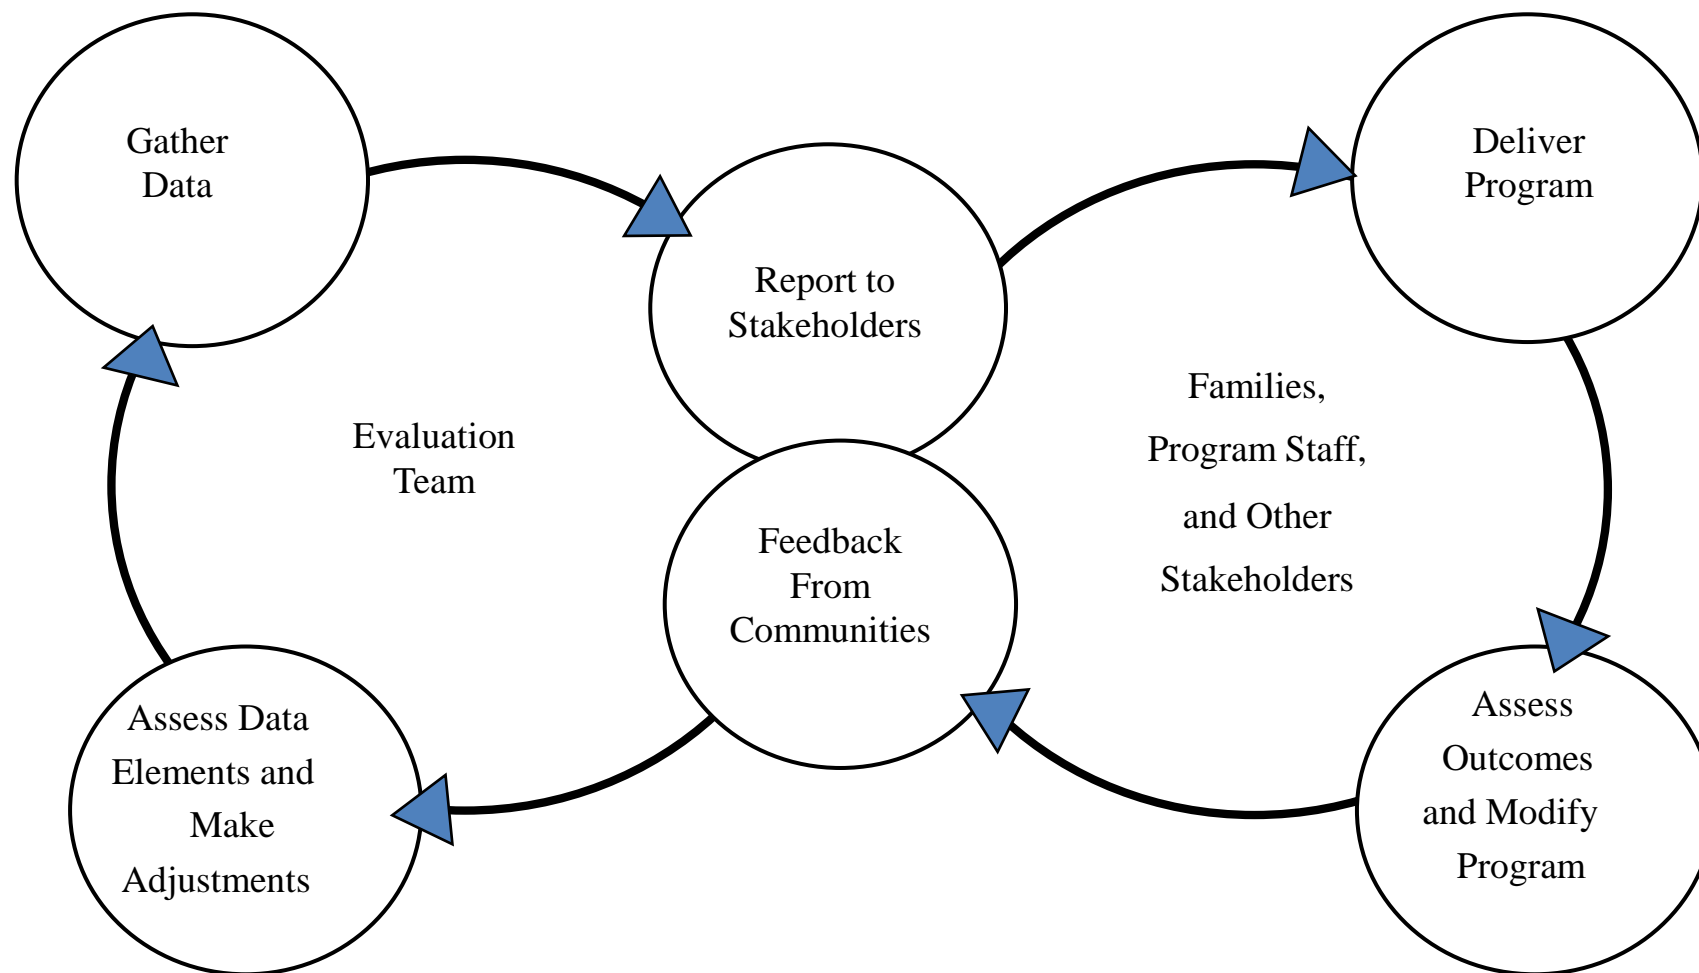 Gather
Data
Report to
Stakeholders
Deliver
Program
Evaluation
Team
Families,
Program Staff,
and Other
Stakeholders
Feedback
From
Communities
Assess Data
Elements and
Make
Adjustments
Assess
Outcomes
and Modify
Program